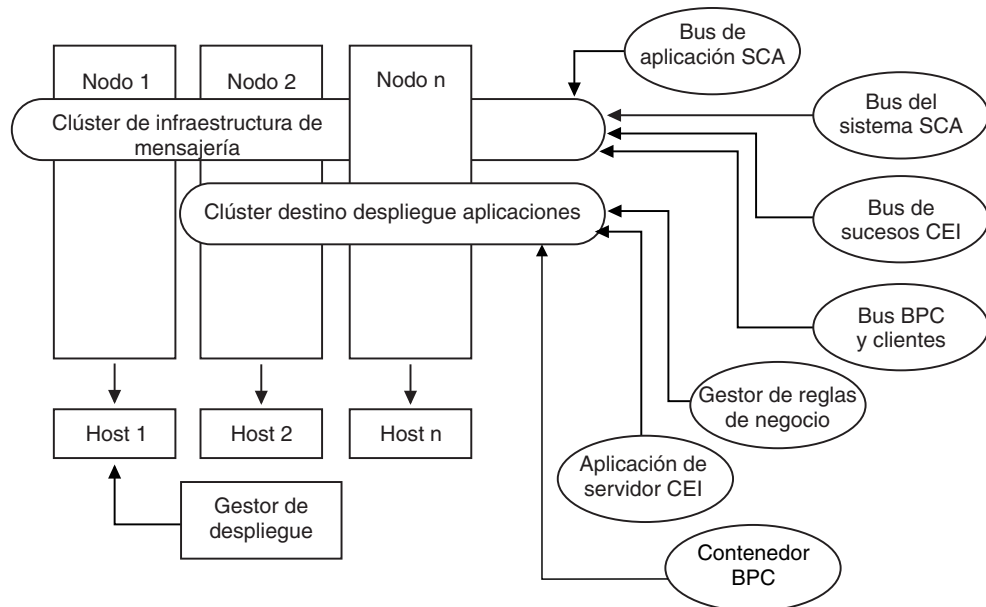 Nodo 1
Nodo 2
Nodo n
Bus de
aplicación SCA
Clúster de infraestructura de
mensajería
Bus del
sistema SCA
Clúster destino despliegue aplicaciones
Bus de
sucesos CEI
Bus BPC
y clientes
Gestor de reglas
de negocio
Host 1
Host 2
Host n
Aplicación de
servidor CEI
Gestor de
despliegue
Contenedor
BPC